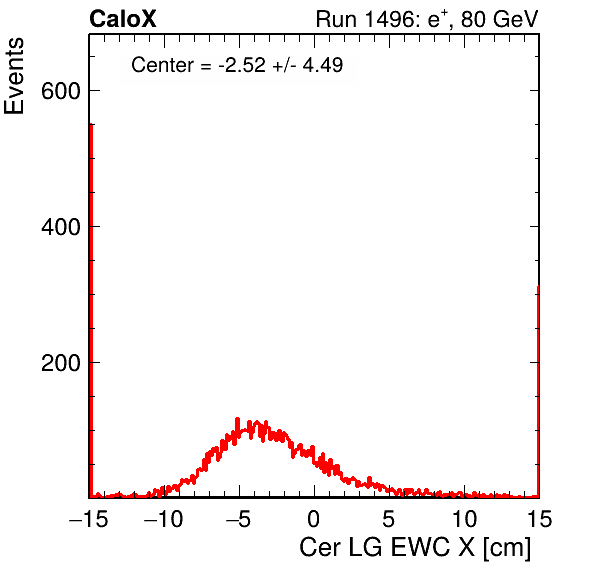 CaloX Run 1496: e⁺, 80 GeV
Center = -2.52 +/- 4.49
Events
600
400
200
−15 −10 −5 0 5 10 15
Cer LG EWC X [cm]